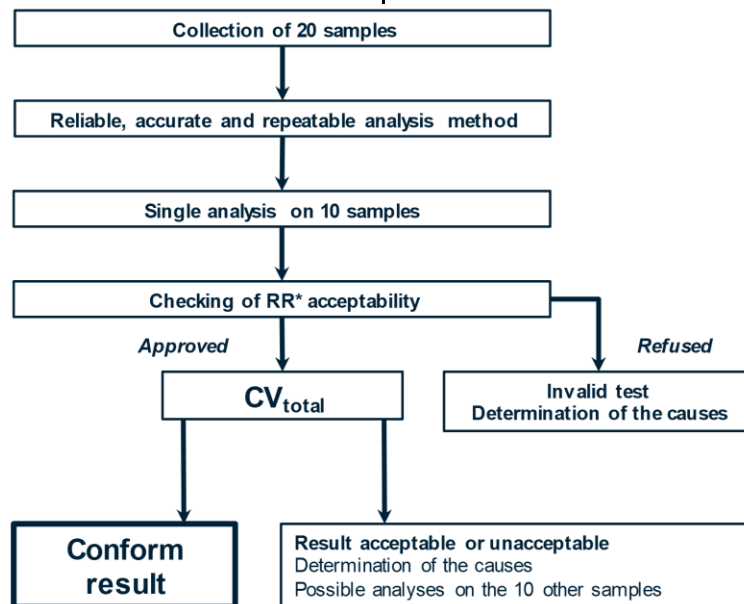 Collection of 20 samples
Reliable, accurate and repeatable analysis method
Single analysis on 10 samples
Checking of RR* acceptability
Approved
Refused
CVtotal
Invalid test
Determination of the causes
Conform
result
Result acceptable or unacceptable
Determination of the causes
Possible analyses on the 10 other samples